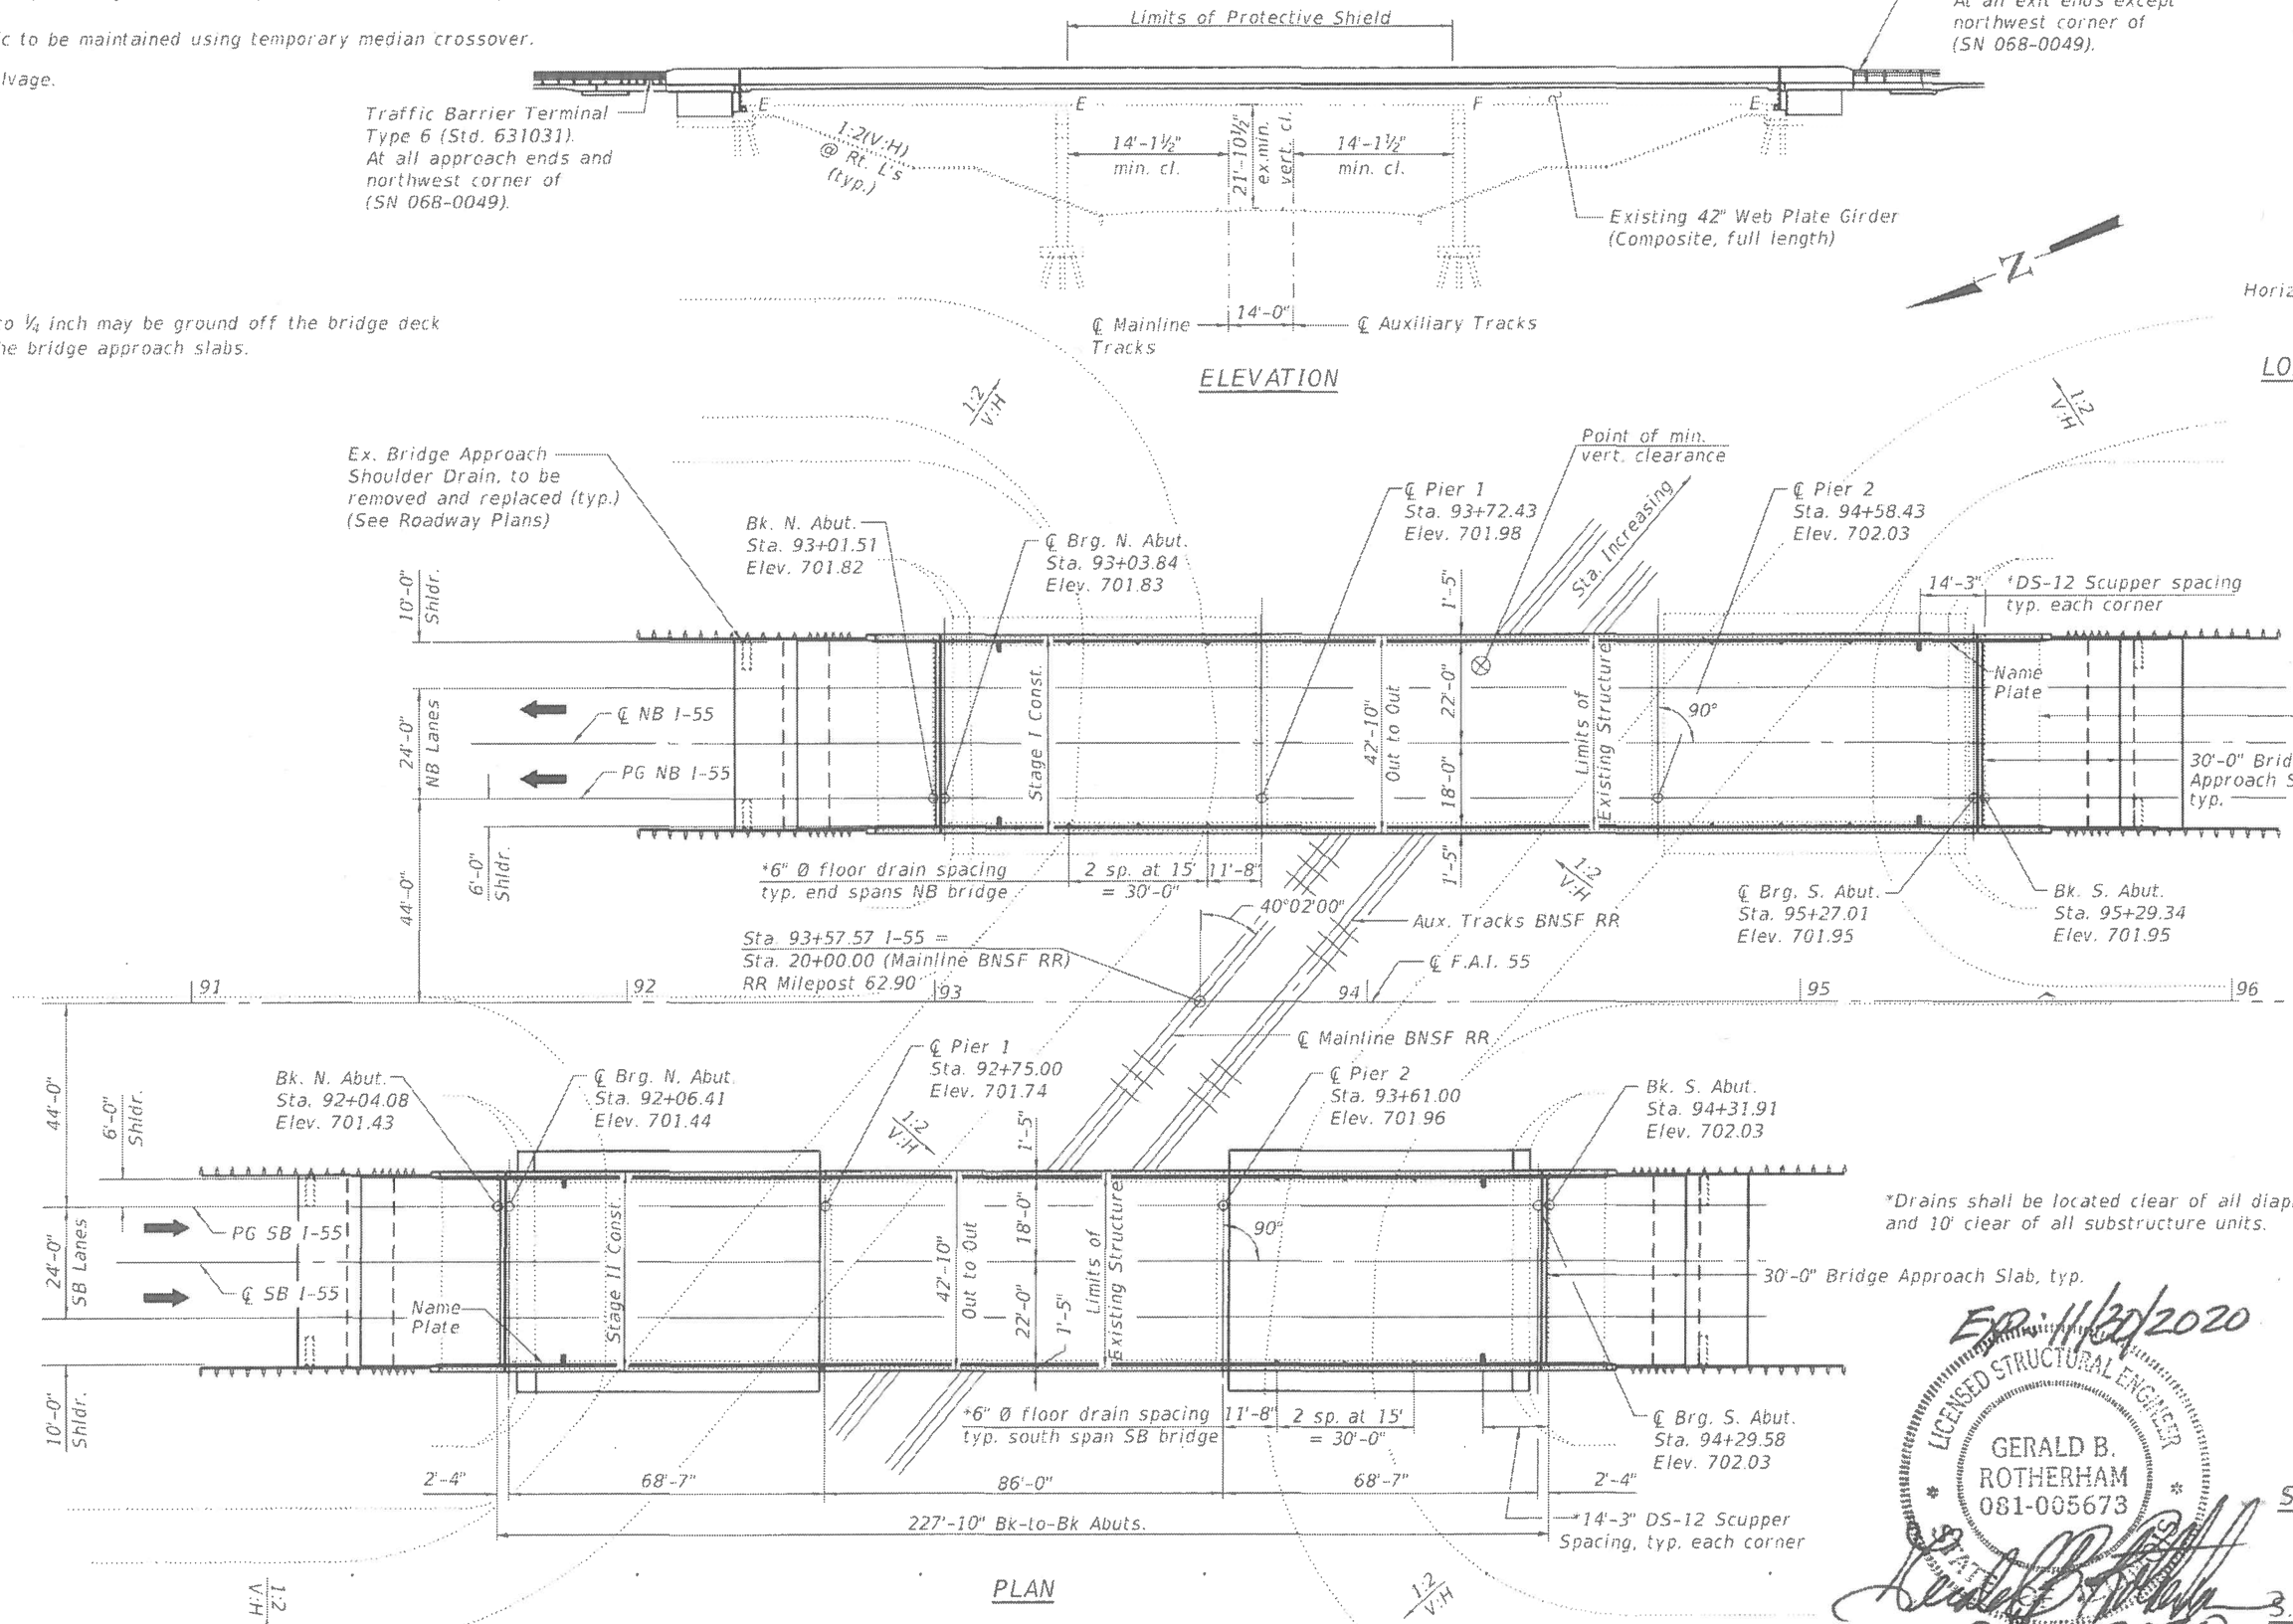 c to be maintained using temporary median crossover.
lvage.
Limits of Protective Shield
At all exit ends except
northwest corner of
(SN 068-0049).
Traffic Barrier Terminal
Type 6 (Std. 631031).
At all approach ends and
northwest corner of
(SN 068-0049).
E
E
F
E
1:2(V:H)
@ Rt. L's
(typ.)
14'-1½"
min. cl.
21'-10½"
ex.min.
vert. cl.
14'-1½"
min. cl.
Existing 42" Web Plate Girder
(Composite, full length)
N
Horiz
to ¼ inch may be ground off the bridge deck
he bridge approach slabs.
℄ Mainline
Tracks
14'-0"
℄ Auxiliary Tracks
ELEVATION
LO
1:2
V:H
1:2
V:H
Ex. Bridge Approach
Shoulder Drain, to be
removed and replaced (typ.)
(See Roadway Plans)
Bk. N. Abut.
Sta. 93+01.51
Elev. 701.82
℄ Brg. N. Abut.
Sta. 93+03.84
Elev. 701.83
℄ Pier 1
Sta. 93+72.43
Elev. 701.98
Point of min.
vert. clearance
Sta. Increasing
℄ Pier 2
Sta. 94+58.43
Elev. 702.03
14'-3"
*DS-12 Scupper spacing
typ. each corner
10'-0"
Shldr.
1'-5"
Name
Plate
24'-0"
NB Lanes
℄ NB I-55
PG NB I-55
Stage I Const.
42'-10"
Out to Out
22'-0"
18'-0"
Limits of
Existing Structure
90°
30'-0" Brid
Approach S
typ.
6'-0"
Shldr.
44'-0"
*6" Ø floor drain spacing
typ. end spans NB bridge
2 sp. at 15'
= 30'-0"
11'-8"
1'-5"
1:2
V:H
40°02'00"
Aux. Tracks BNSF RR
℄ Brg. S. Abut.
Sta. 95+27.01
Elev. 701.95
Bk. S. Abut.
Sta. 95+29.34
Elev. 701.95
Sta. 93+57.57 I-55 =
Sta. 20+00.00 (Mainline BNSF RR)
RR Milepost 62.90
℄ F.A.I. 55
91
92
93
94
95
96
℄ Mainline BNSF RR
44'-0"
6'-0"
Shldr.
Bk. N. Abut.
Sta. 92+04.08
Elev. 701.43
℄ Brg. N. Abut.
Sta. 92+06.41
Elev. 701.44
℄ Pier 1
Sta. 92+75.00
Elev. 701.74
1:2
V:H
1'-5"
℄ Pier 2
Sta. 93+61.00
Elev. 701.96
Bk. S. Abut.
Sta. 94+31.91
Elev. 702.03
24'-0"
SB Lanes
PG SB I-55
℄ SB I-55
Name
Plate
Stage II Const.
42'-10"
Out to Out
18'-0"
22'-0"
1'-5"
Limits of
Existing Structure
90°
*Drains shall be located clear of all diap
and 10' clear of all substructure units.
30'-0" Bridge Approach Slab, typ.
10'-0"
Shldr.
*6" Ø floor drain spacing
typ. south span SB bridge
11'-8"
2 sp. at 15'
= 30'-0"
℄ Brg. S. Abut.
Sta. 94+29.58
Elev. 702.03
2'-4"
68'-7"
86'-0"
68'-7"
2'-4"
227'-10" Bk-to-Bk Abuts.
*14'-3" DS-12 Scupper
Spacing, typ. each corner
PLAN
1:2
V:H
1:2
V:H
Exp. 11/30/2020
LICENSED STRUCTURAL ENGINEER
GERALD B.
ROTHERHAM
081-005673
S